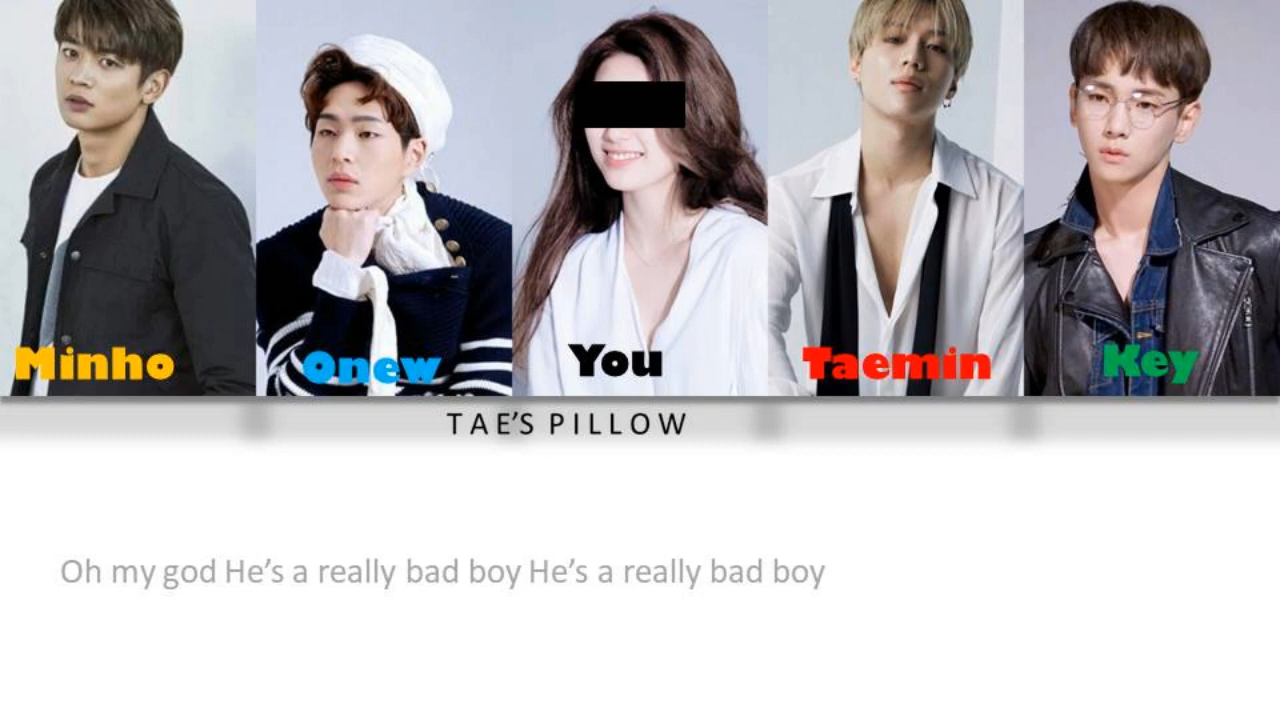 Minho
Onew
You
Taemin
Key
TAE'S PILLOW
Oh my god He's a really bad boy He's a really bad boy